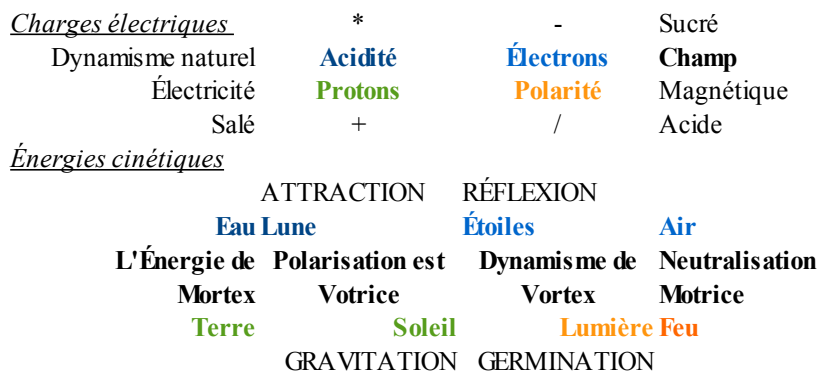 Charges électriques * - Sucré
Dynamisme naturel Acidité Électrons Champ
Électricité Protons Polarité Magnétique
Salé + / Acide
Énergies cinétiques
ATTRACTION RÉFLEXION
Eau Lune Étoiles Air
L'Énergie de Polarisation est Dynamisme de Neutralisation
Mortex Votrice Vortex Motrice
Terre Soleil Lumière Feu
GRAVITATION GERMINATION